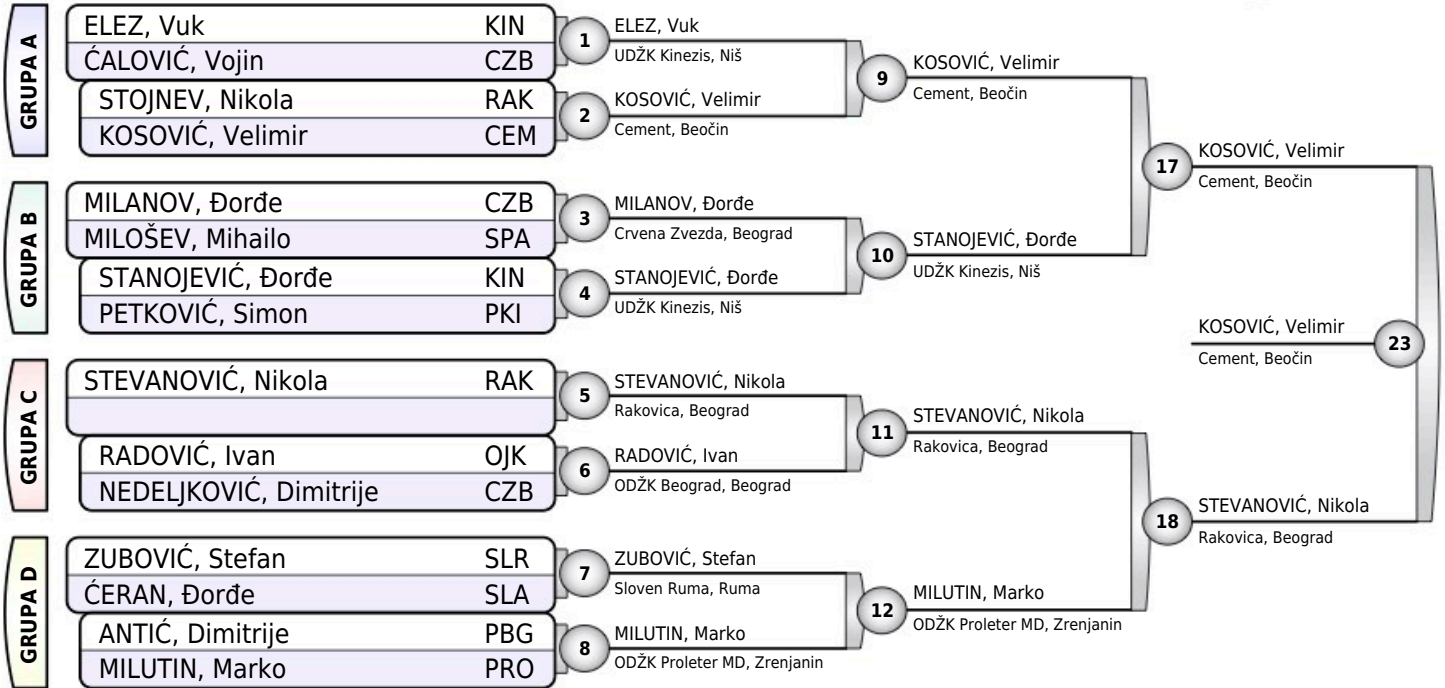 GRUPA A
ELEZ, Vuk KIN
ĆALOVIĆ, Vojin CZB
STOJNEV, Nikola RAK
KOSOVIĆ, Velimir CEM
GRUPA B
MILANOV, Đorđe CZB
MILOŠEV, Mihailo SPA
STANOJEVIĆ, Đorđe KIN
PETKOVIĆ, Simon PKI
GRUPA C
STEVANOVIĆ, Nikola RAK
RADOVIĆ, Ivan OJK
NEDELJKOVIĆ, Dimitrije CZB
GRUPA D
ZUBOVIĆ, Stefan SLR
ĆERAN, Đorđe SLA
ANTIĆ, Dimitrije PBG
MILUTIN, Marko PRO
1
ELEZ, Vuk
UDŽK Kinezis, Niš
2
KOSOVIĆ, Velimir
Cement, Beočin
3
MILANOV, Đorđe
Crvena Zvezda, Beograd
4
STANOJEVIĆ, Đorđe
UDŽK Kinezis, Niš
5
STEVANOVIĆ, Nikola
Rakovica, Beograd
6
RADOVIĆ, Ivan
ODŽK Beograd, Beograd
7
ZUBOVIĆ, Stefan
Sloven Ruma, Ruma
8
MILUTIN, Marko
ODŽK Proleter MD, Zrenjanin
9
KOSOVIĆ, Velimir
Cement, Beočin
10
STANOJEVIĆ, Đorđe
UDŽK Kinezis, Niš
11
STEVANOVIĆ, Nikola
Rakovica, Beograd
12
MILUTIN, Marko
ODŽK Proleter MD, Zrenjanin
17
KOSOVIĆ, Velimir
Cement, Beočin
18
STEVANOVIĆ, Nikola
Rakovica, Beograd
KOSOVIĆ, Velimir
Cement, Beočin
23